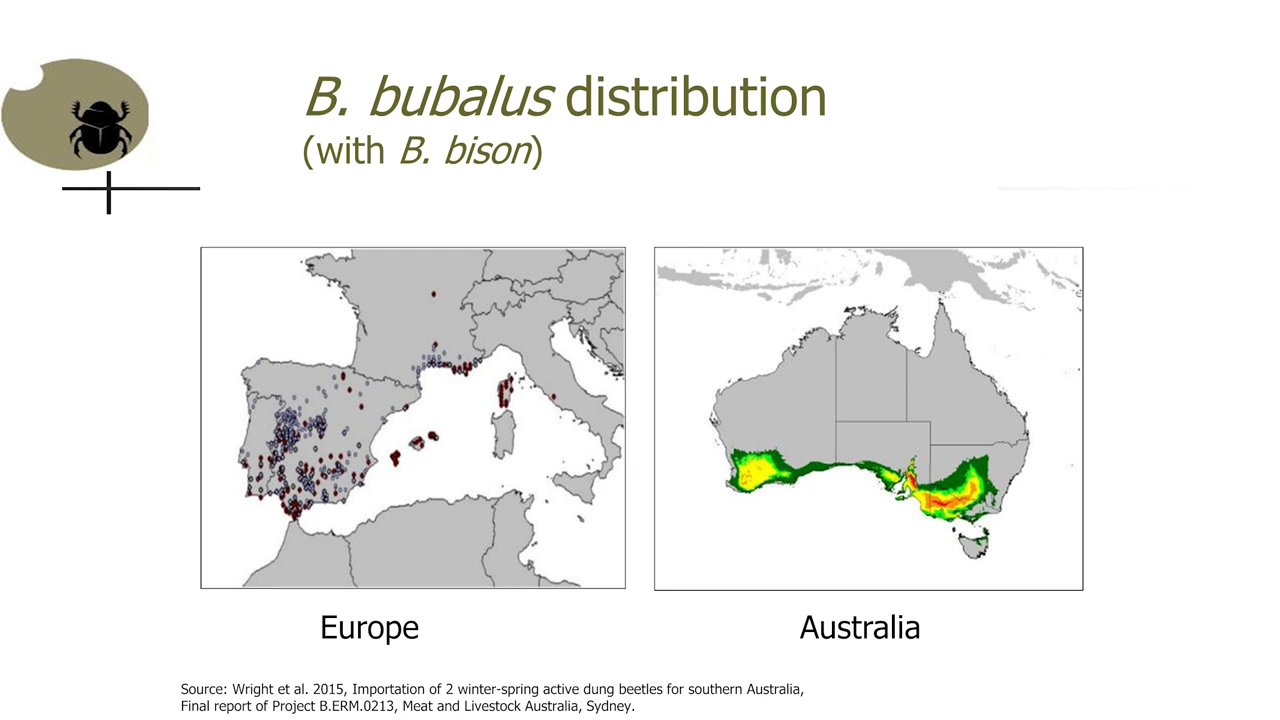 B. bubalus distribution
(with B. bison)
Europe
Australia
Source: Wright et al. 2015, Importation of 2 winter-spring active dung beetles for southern Australia,
Final report of Project B.ERM.0213, Meat and Livestock Australia, Sydney.